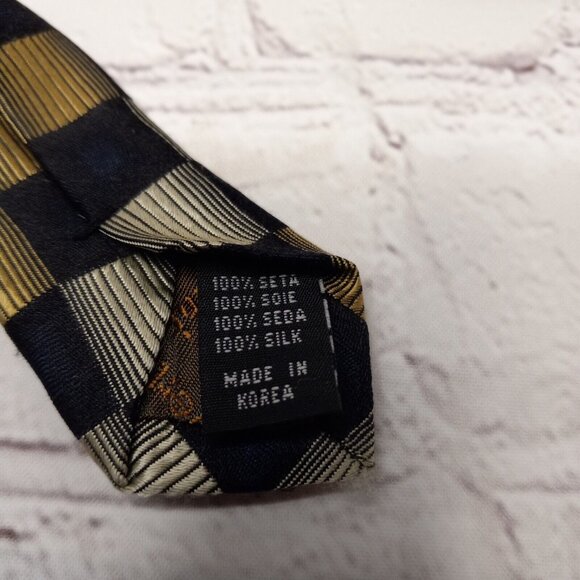 100% SETA
100% SOIE
100% SEDA
100% SILK
MADE IN
KOREA